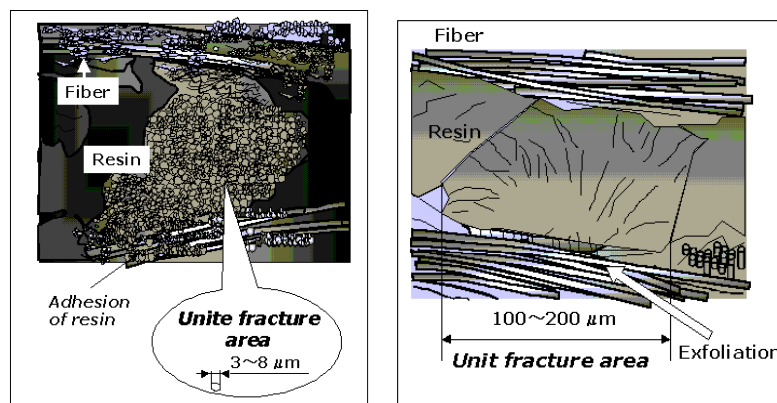 Fiber
Resin
Adhesion
of resin
Unite fracture
area
3~8 μm
Fiber
Resin
100~200 μm
Unit fracture area
Exfoliation